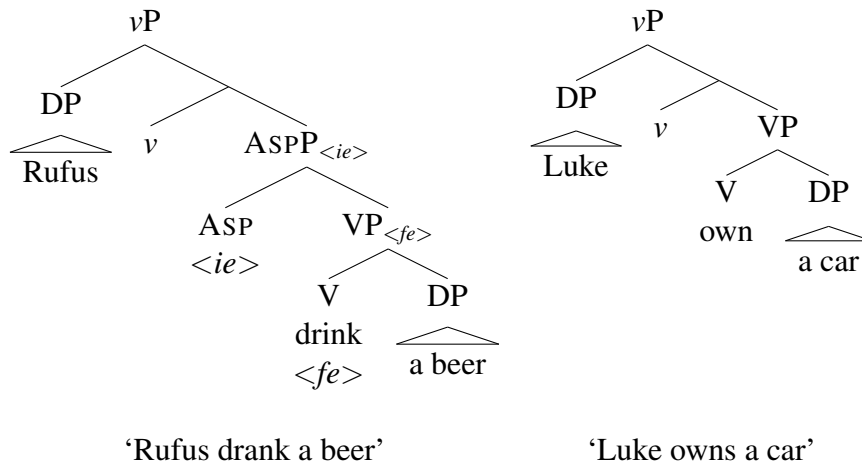 vP vP
DP DP
v ASPP<ie> v VP
Rufus Luke
V DP
ASP VP<fe>
<ie> own a car
V DP
drink
<fe> a beer
‘Rufus drank a beer’ ‘Luke owns a car’